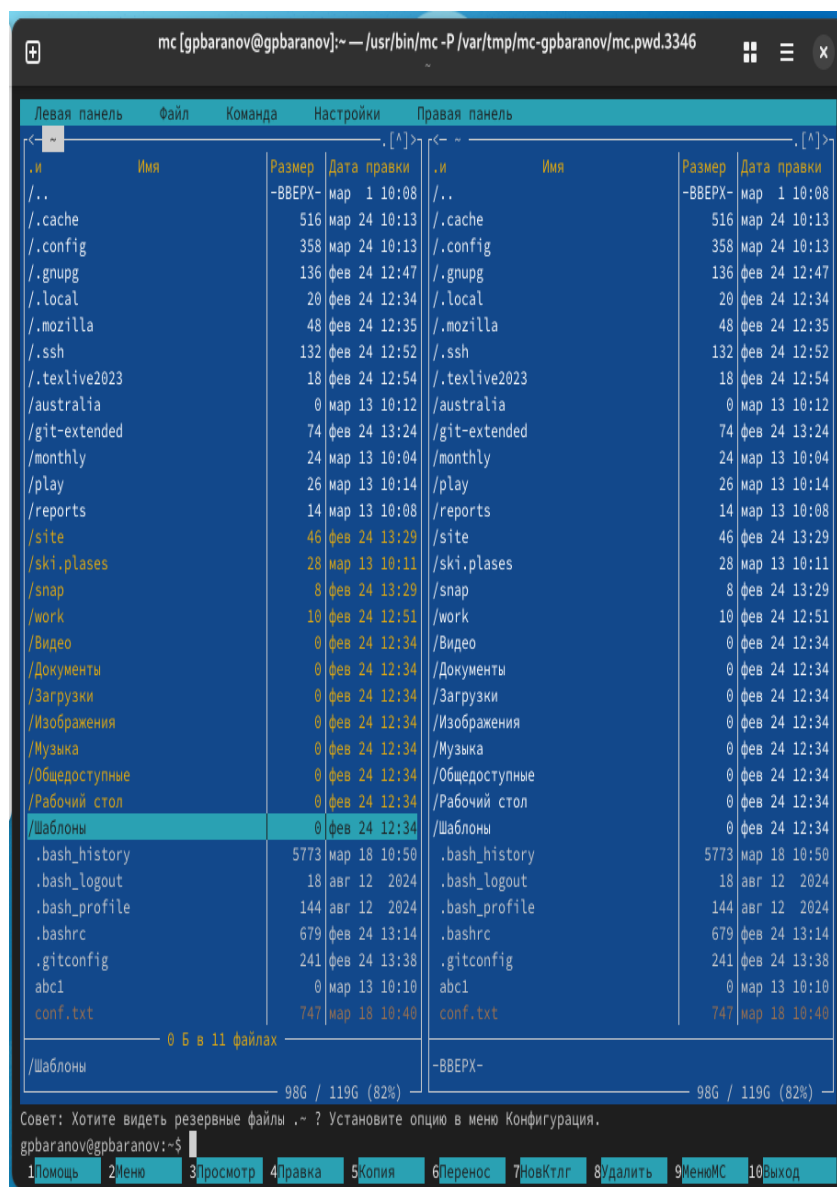 mc [gpbaranov@gpbaranov]:~ — /usr/bin/mc -P /var/tmp/mc-gpbaranov/mc.pwd.3346
~
Левая панель Файл Команда Настройки Правая панель
<─ ~ ─.[^]>┐ ┌<─ ~ ─.[^]>
.и Имя Размер Дата правки .и Имя Размер Дата правки
/.. -ВВЕРХ- мар 1 10:08 /.. -ВВЕРХ- мар 1 10:08
/.cache 516 мар 24 10:13 /.cache 516 мар 24 10:13
/.config 358 мар 24 10:13 /.config 358 мар 24 10:13
/.gnupg 136 фев 24 12:47 /.gnupg 136 фев 24 12:47
/.local 20 фев 24 12:34 /.local 20 фев 24 12:34
/.mozilla 48 фев 24 12:35 /.mozilla 48 фев 24 12:35
/.ssh 132 фев 24 12:52 /.ssh 132 фев 24 12:52
/.texlive2023 18 фев 24 12:54 /.texlive2023 18 фев 24 12:54
/australia 0 мар 13 10:12 /australia 0 мар 13 10:12
/git-extended 74 фев 24 13:24 /git-extended 74 фев 24 13:24
/monthly 24 мар 13 10:04 /monthly 24 мар 13 10:04
/play 26 мар 13 10:14 /play 26 мар 13 10:14
/reports 14 мар 13 10:08 /reports 14 мар 13 10:08
/site 46 фев 24 13:29 /site 46 фев 24 13:29
/ski.plases 28 мар 13 10:11 /ski.plases 28 мар 13 10:11
/snap 8 фев 24 13:29 /snap 8 фев 24 13:29
/work 10 фев 24 12:51 /work 10 фев 24 12:51
/Видео 0 фев 24 12:34 /Видео 0 фев 24 12:34
/Документы 0 фев 24 12:34 /Документы 0 фев 24 12:34
/Загрузки 0 фев 24 12:34 /Загрузки 0 фев 24 12:34
/Изображения 0 фев 24 12:34 /Изображения 0 фев 24 12:34
/Музыка 0 фев 24 12:34 /Музыка 0 фев 24 12:34
/Общедоступные 0 фев 24 12:34 /Общедоступные 0 фев 24 12:34
/Рабочий стол 0 фев 24 12:34 /Рабочий стол 0 фев 24 12:34
/Шаблоны 0 фев 24 12:34 /Шаблоны 0 фев 24 12:34
.bash_history 5773 мар 18 10:50 .bash_history 5773 мар 18 10:50
.bash_logout 18 авг 12 2024 .bash_logout 18 авг 12 2024
.bash_profile 144 авг 12 2024 .bash_profile 144 авг 12 2024
.bashrc 679 фев 24 13:14 .bashrc 679 фев 24 13:14
.gitconfig 241 фев 24 13:38 .gitconfig 241 фев 24 13:38
abc1 0 мар 13 10:10 abc1 0 мар 13 10:10
conf.txt 747 мар 18 10:40 conf.txt 747 мар 18 10:40
0 Б в 11 файлах
/Шаблоны -ВВЕРХ-
98G / 119G (82%) 98G / 119G (82%)
Совет: Хотите видеть резервные файлы .~ ? Установите опцию в меню Конфигурация.
gpbaranov@gpbaranov:~$
1Помощь 2Меню 3Просмотр 4Правка 5Копия 6Перенос 7НовКтлг 8Удалить 9МенюMC 10Выход